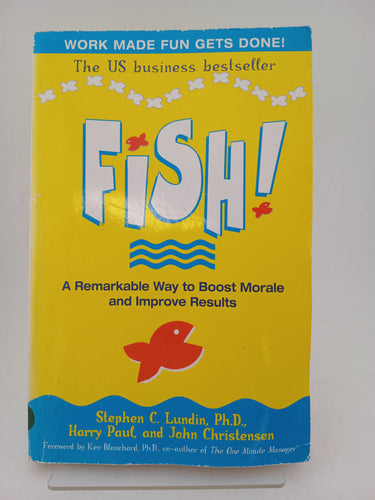 WORK MADE FUN GETS DONE!
The US business bestseller
FiSH!
A Remarkable Way to Boost Morale
and Improve Results
Stephen C. Lundin, Ph.D.,
Harry Paul, and John Christensen
Foreword by Ken Blanchard, Ph.D., co-author of The One Minute Manager